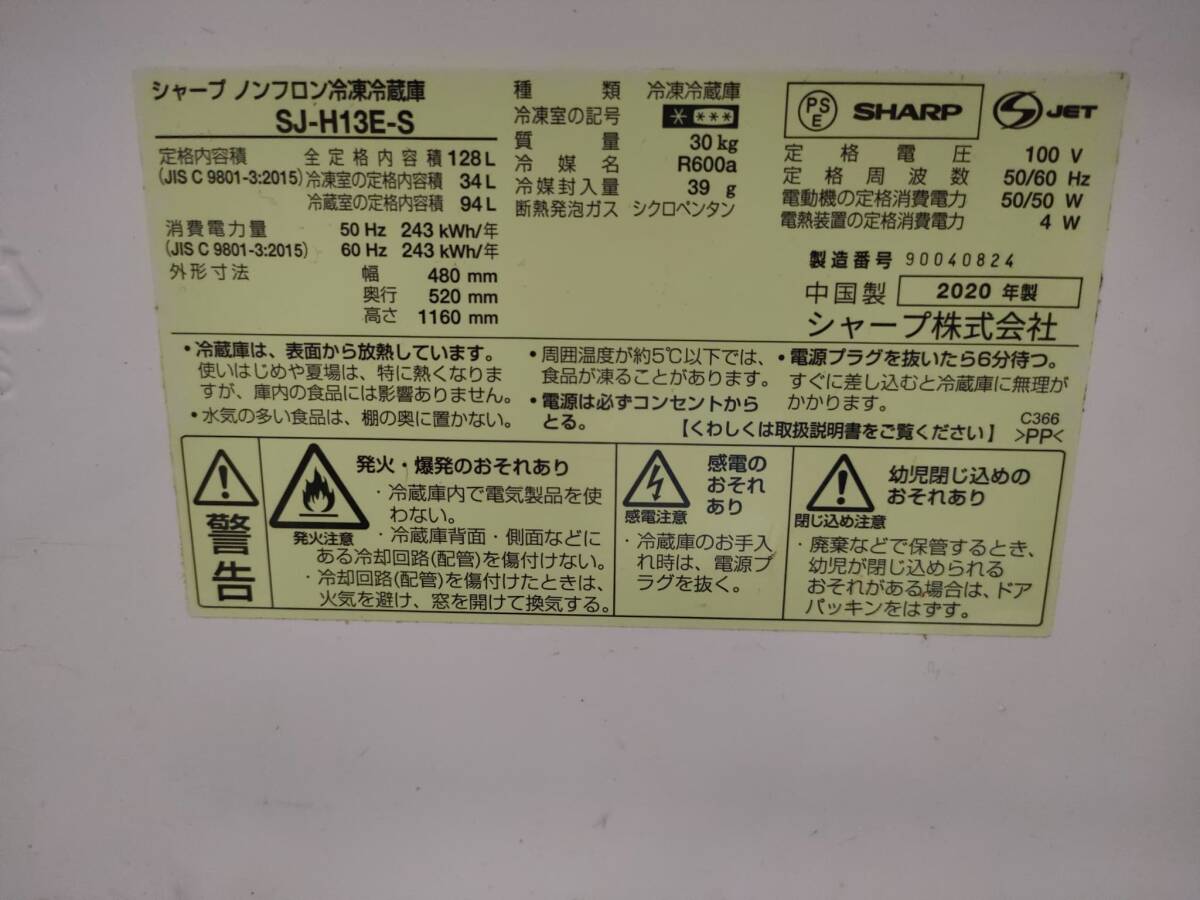 シャープ ノンフロン冷凍冷蔵庫
SJ-H13E-S
定格内容積 全定格内容積 128 L
(JIS C 9801-3:2015) 冷凍室の定格内容積 34 L
冷蔵室の定格内容積 94 L
消費電力量 50 Hz 243 kWh/年
(JIS C 9801-3:2015) 60 Hz 243 kWh/年
外形寸法 幅 480 mm
奥行 520 mm
高さ 1160 mm
種類 冷凍冷蔵庫
冷凍室の記号 * ***
質量 30 kg
冷媒名 R600a
冷媒封入量 39 g
断熱発泡ガス シクロペンタン
PS E SHARP JET
定格電圧 100 V
定格周波数 50/60 Hz
電動機の定格消費電力 50/50 W
電熱装置の定格消費電力 4 W
製造番号 90040824
中国製 2020 年製
シャープ株式会社
・冷蔵庫は、表面から放熱しています。
使いはじめや夏場は、特に熱くなりま
すが、庫内の食品には影響ありません。
・水気の多い食品は、棚の奥に置かない。
・周囲温度が約5℃以下では、
食品が凍ることがあります。
・電源は必ずコンセントから
とる。
・電源プラグを抜いたら6分待つ。
すぐに差し込むと冷蔵庫に無理が
かかります。
【くわしくは取扱説明書をご覧ください】
C366
>PP<
警告
発火注意
発火・爆発のおそれあり
・冷蔵庫内で電気製品を使
わない。
・冷蔵庫背面・側面などに
ある冷却回路(配管)を傷付けない。
・冷却回路(配管)を傷付けたときは、
火気を避け、窓を開けて換気する。
感電注意
感電の
おそれ
あり
・冷蔵庫のお手入
れ時は、電源プ
ラグを抜く。
閉じ込め注意
幼児閉じ込めの
おそれあり
・廃棄などで保管するとき、
幼児が閉じ込められる
おそれがある場合は、ドア
パッキンをはずす。